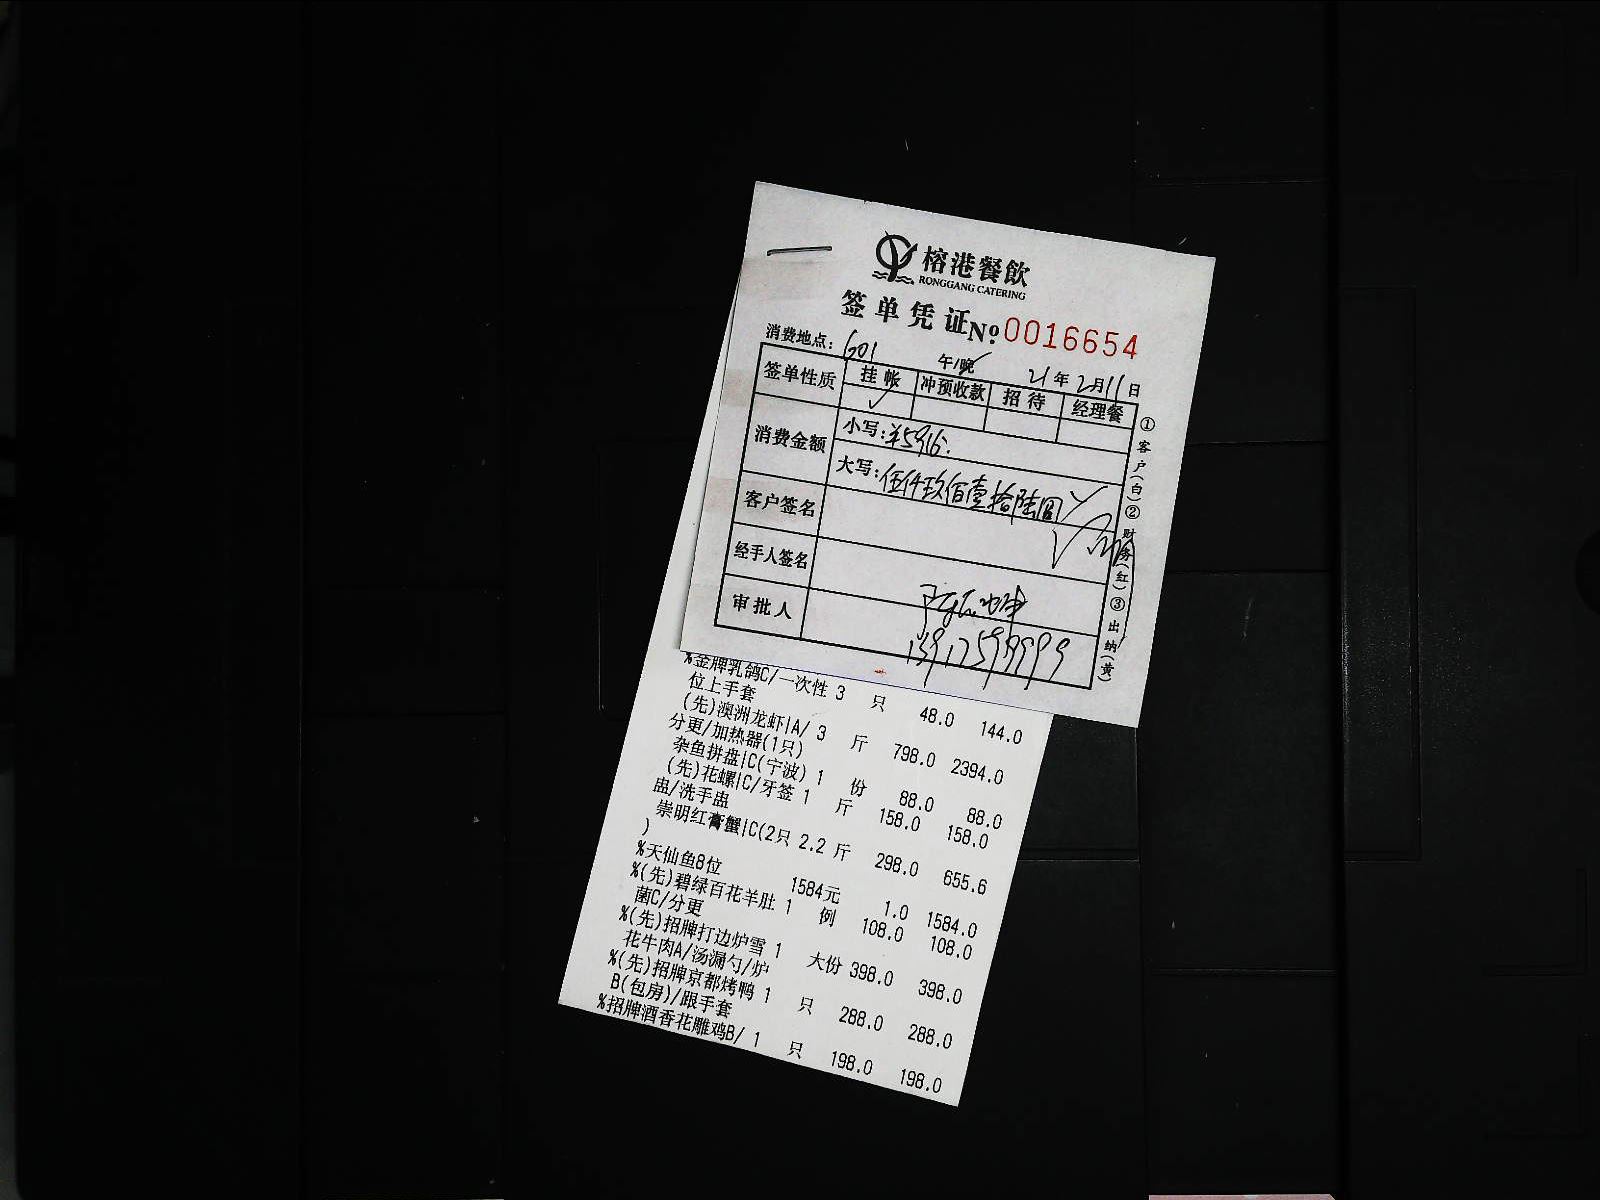 榕港餐飲
RONGGANG CATERING
签单凭证 №0016654
消费地点: G01 午/晚 21年2月11日
签单性质 挂帐 冲预收款 招待 经理餐
✓
消费金额 小写:¥5916.
大写:伍仟玖佰壹拾陆圆
客户签名
经手人签名
审批人
①客户(白)②财务(红)③出纳(黄)
%金牌乳鸽C/一次性 3 只 48.0 144.0
位上手套
(先)澳洲龙虾|A/ 3 斤 798.0 2394.0
分更/加热器(1只)
杂鱼拼盘|C(宁波) 1 份 88.0 88.0
(先)花螺|C/牙签 1 斤 158.0 158.0
盅/洗手盅
崇明红膏蟹|C(2只 2.2 斤 298.0 655.6
)
%天仙鱼8位 1584元 1.0 1584.0
%(先)碧绿百花羊肚 1 例 108.0 108.0
菌C/分更
%(先)招牌打边炉雪 1 大份 398.0 398.0
花牛肉A/汤漏勺/炉
%(先)招牌京都烤鸭 1 只 288.0 288.0
B(包房)/跟手套
%招牌酒香花雕鸡B/ 1 只 198.0 198.0